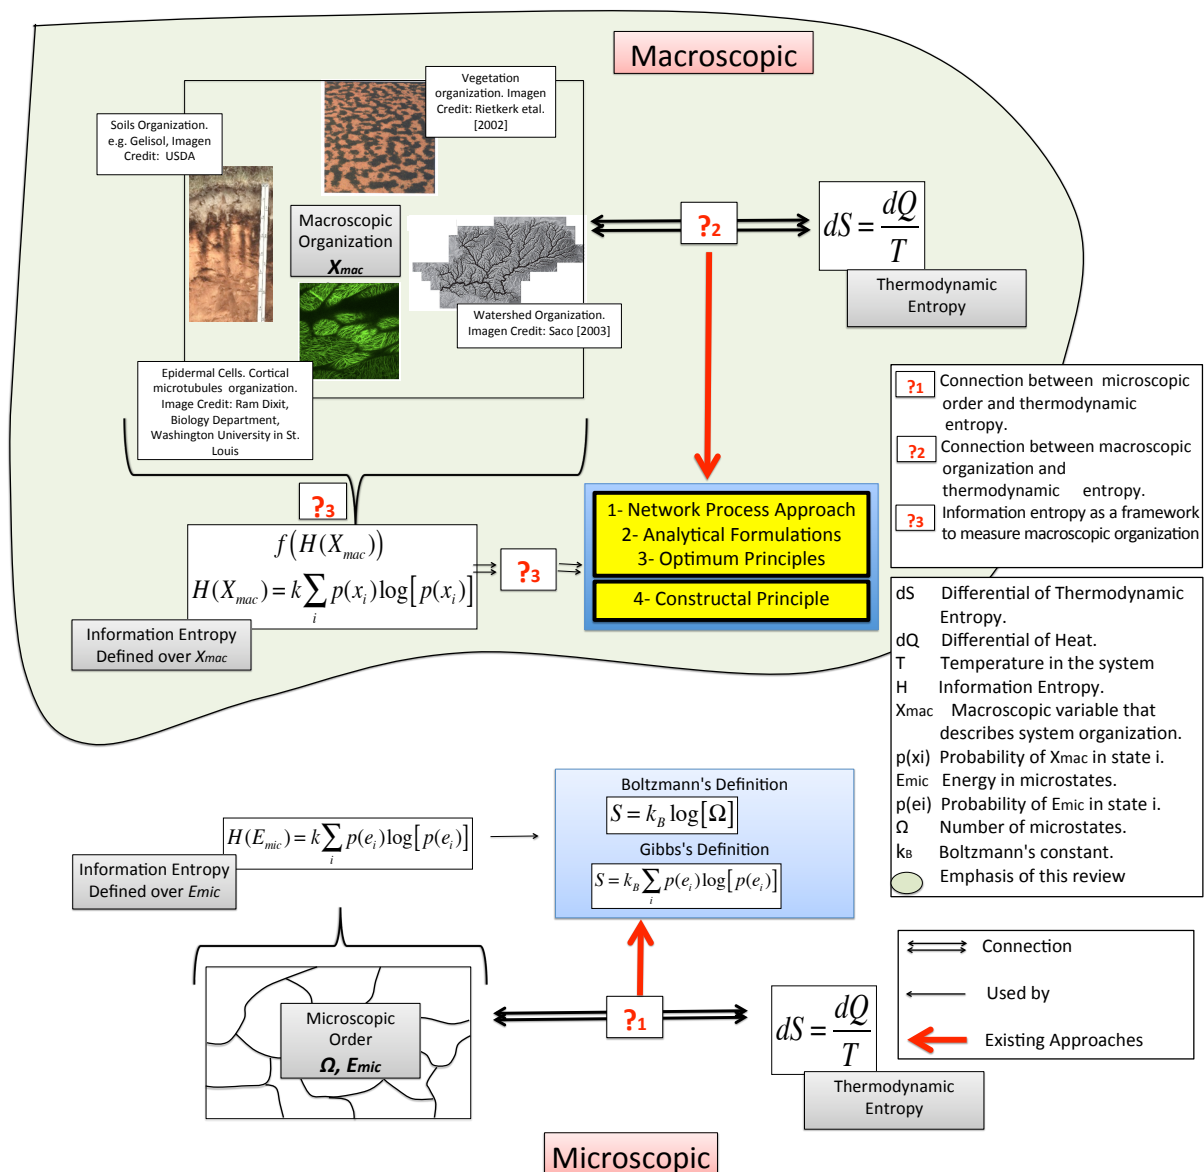 Macroscopic
Vegetation
organization. Imagen
Credit: Rietkerk etal.
[2002]
Soils Organization.
e.g. Gelisol, Imagen
Credit: USDA
Macroscopic
Organization
Xmac
?2
dS = dQ/T
Thermodynamic
Entropy
Watershed Organization.
Imagen Credit: Saco [2003]
Epidermal Cells. Cortical
microtubules organization.
Image Credit: Ram Dixit,
Biology Department,
Washington University in St.
Louis
?3
f(H(Xmac))
H(Xmac) = k∑i p(xi)log[p(xi)]
Information Entropy
Defined over Xmac
?3
1- Network Process Approach
2- Analytical Formulations
3- Optimum Principles
4- Constructal Principle
?1 Connection between microscopic
order and thermodynamic
entropy.
?2 Connection between macroscopic
organization and
thermodynamic entropy.
?3 Information entropy as a framework
to measure macroscopic organization
dS Differential of Thermodynamic
Entropy.
dQ Differential of Heat.
T Temperature in the system
H Information Entropy.
Xmac Macroscopic variable that
describes system organization.
p(xi) Probability of Xmac in state i.
Emic Energy in microstates.
p(ei) Probability of Emic in state i.
Ω Number of microstates.
kB Boltzmann's constant.
Emphasis of this review
Boltzmann's Definition
S = kB log[Ω]
Gibbs's Definition
S = kB∑i p(ei)log[p(ei)]
H(Emic) = k∑i p(ei)log[p(ei)]
Information Entropy
Defined over Emic
Microscopic
Order
Ω, Emic
?1
dS = dQ/T
Thermodynamic
Entropy
Connection
Used by
Existing Approaches
Microscopic